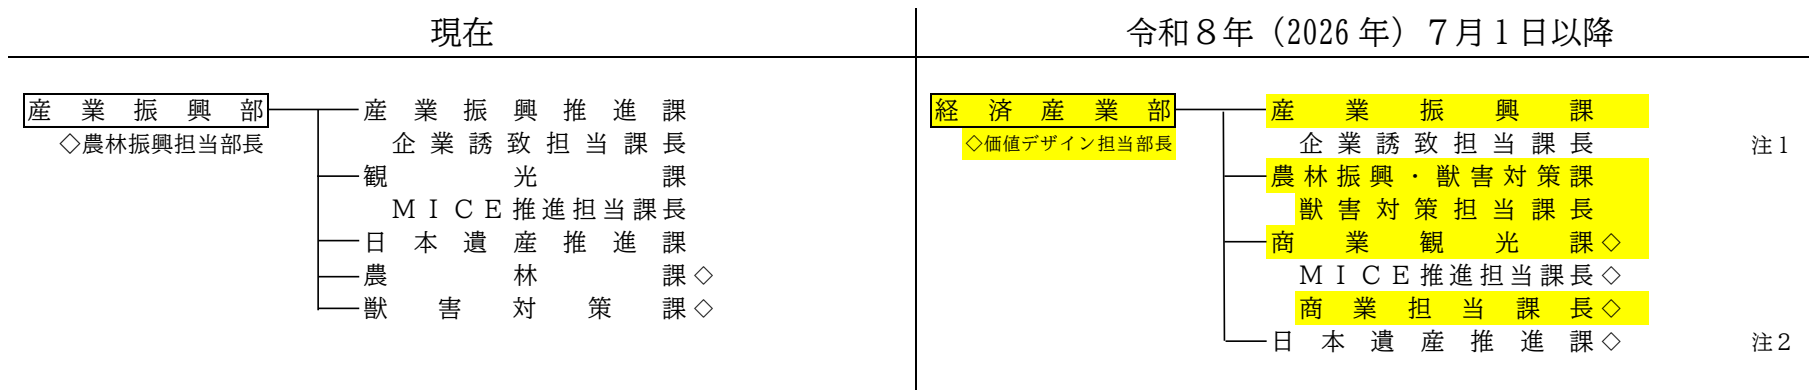 現在
産業振興部
◇農林振興担当部長
産業振興推進課
企業誘致担当課長
観光課
ＭＩＣＥ推進担当課長
日本遺産推進課
農林課◇
獣害対策課◇
令和８年（2026年）７月１日以降
経済産業部
◇価値デザイン担当部長
産業振興課
企業誘致担当課長 注１
農林振興・獣害対策課
獣害対策担当課長
商業観光課◇
ＭＩＣＥ推進担当課長◇
商業担当課長◇
日本遺産推進課◇ 注２